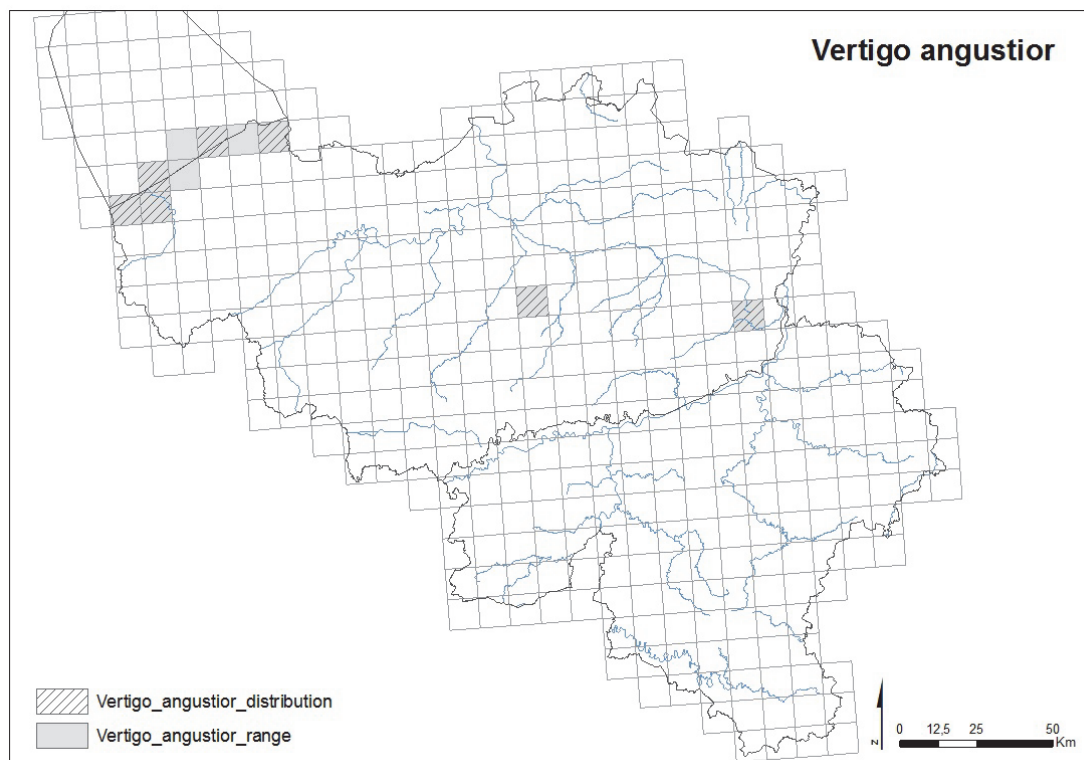 Vertigo angustior
Vertigo_angustior_distribution
Vertigo_angustior_range
N
0 12,5 25 50
Km